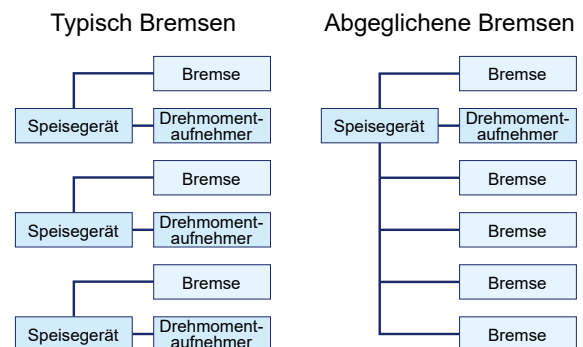 Typisch Bremsen
Bremse
Speisegerät
Drehmoment-
aufnehmer
Bremse
Speisegerät
Drehmoment-
aufnehmer
Bremse
Speisegerät
Drehmoment-
aufnehmer
Abgeglichene Bremsen
Bremse
Speisegerät
Drehmoment-
aufnehmer
Bremse
Bremse
Bremse
Bremse